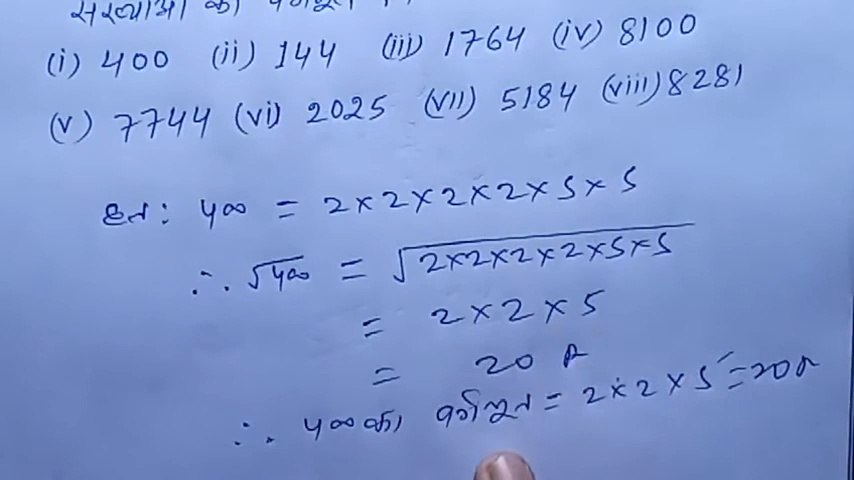 संख्याओं का वर्गमूल
(i) 400 (ii) 144 (iii) 1764 (iv) 8100
(v) 7744 (vi) 2025 (VII) 5184 (viii) 8281
हल: 400 = 2×2×2×2×5×5
∴ √400 = √2×2×2×2×5×5
= 2×2×5
= 20
∴ 400 का वर्गमूल = 2×2×5 = 20